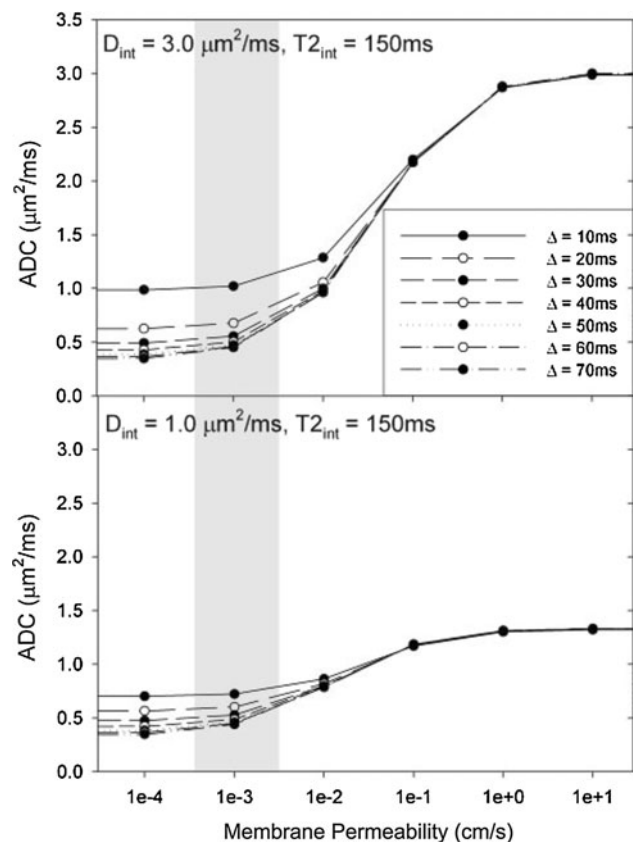 D_int = 3.0 μm²/ms, T2_int = 150ms
3.5
3.0
2.5
2.0
1.5
1.0
0.5
0.0
ADC (μm²/ms)
Δ = 10ms
Δ = 20ms
Δ = 30ms
Δ = 40ms
Δ = 50ms
Δ = 60ms
Δ = 70ms
D_int = 1.0 μm²/ms, T2_int = 150ms
3.0
2.5
2.0
1.5
1.0
0.5
0.0
ADC (μm²/ms)
1e-4 1e-3 1e-2 1e-1 1e+0 1e+1
Membrane Permeability (cm/s)